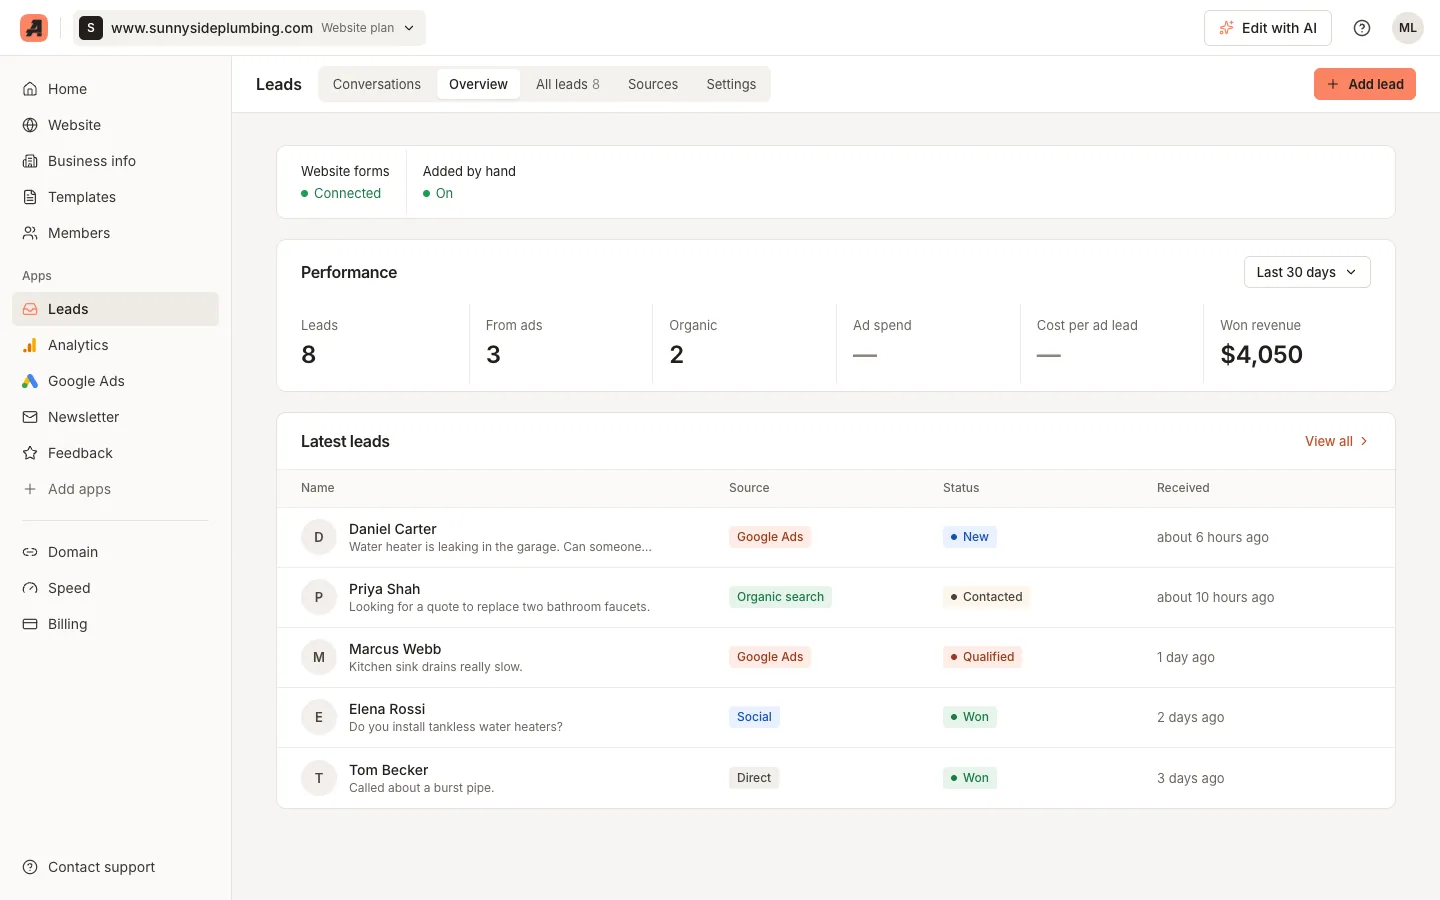 S www.sunnysideplumbing.com Website plan
Edit with AI
ML
Home
Website
Business info
Templates
Members
Apps
Leads
Analytics
Google Ads
Newsletter
Feedback
Add apps
Domain
Speed
Billing
Contact support
Leads
Conversations Overview All leads 8 Sources Settings
+ Add lead
Website forms
Connected
Added by hand
On
Performance
Last 30 days
Leads
8
From ads
3
Organic
2
Ad spend
—
Cost per ad lead
—
Won revenue
$4,050
Latest leads
View all
Name Source Status Received
D Daniel Carter
Water heater is leaking in the garage. Can someone...
Google Ads New about 6 hours ago
P Priya Shah
Looking for a quote to replace two bathroom faucets.
Organic search Contacted about 10 hours ago
M Marcus Webb
Kitchen sink drains really slow.
Google Ads Qualified 1 day ago
E Elena Rossi
Do you install tankless water heaters?
Social Won 2 days ago
T Tom Becker
Called about a burst pipe.
Direct Won 3 days ago